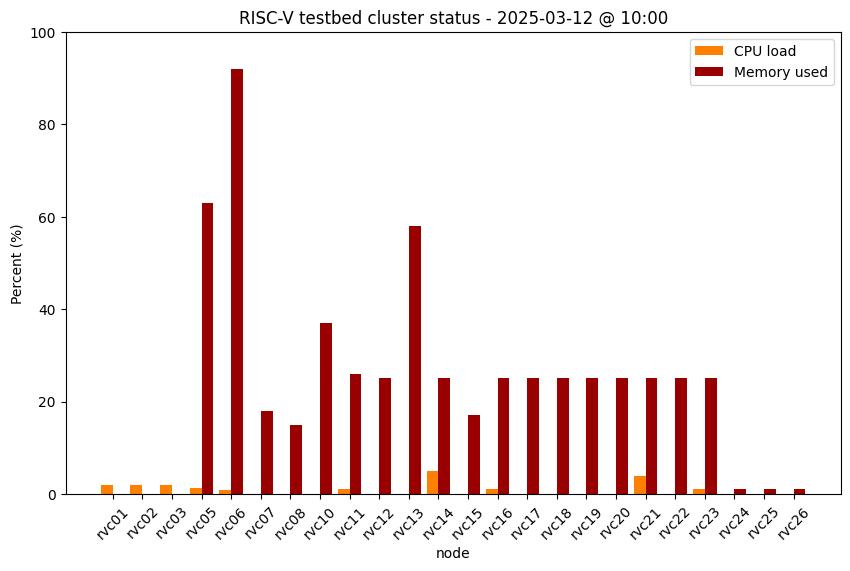 RISC-V testbed cluster status - 2025-03-12 @ 10:00
CPU load
Memory used
Percent (%)
100
80
60
40
20
0
rvc01 rvc02 rvc03 rvc05 rvc06 rvc07 rvc08 rvc10 rvc11 rvc12 rvc13 rvc14 rvc15 rvc16 rvc17 rvc18 rvc19 rvc20 rvc21 rvc22 rvc23 rvc24 rvc25 rvc26
node